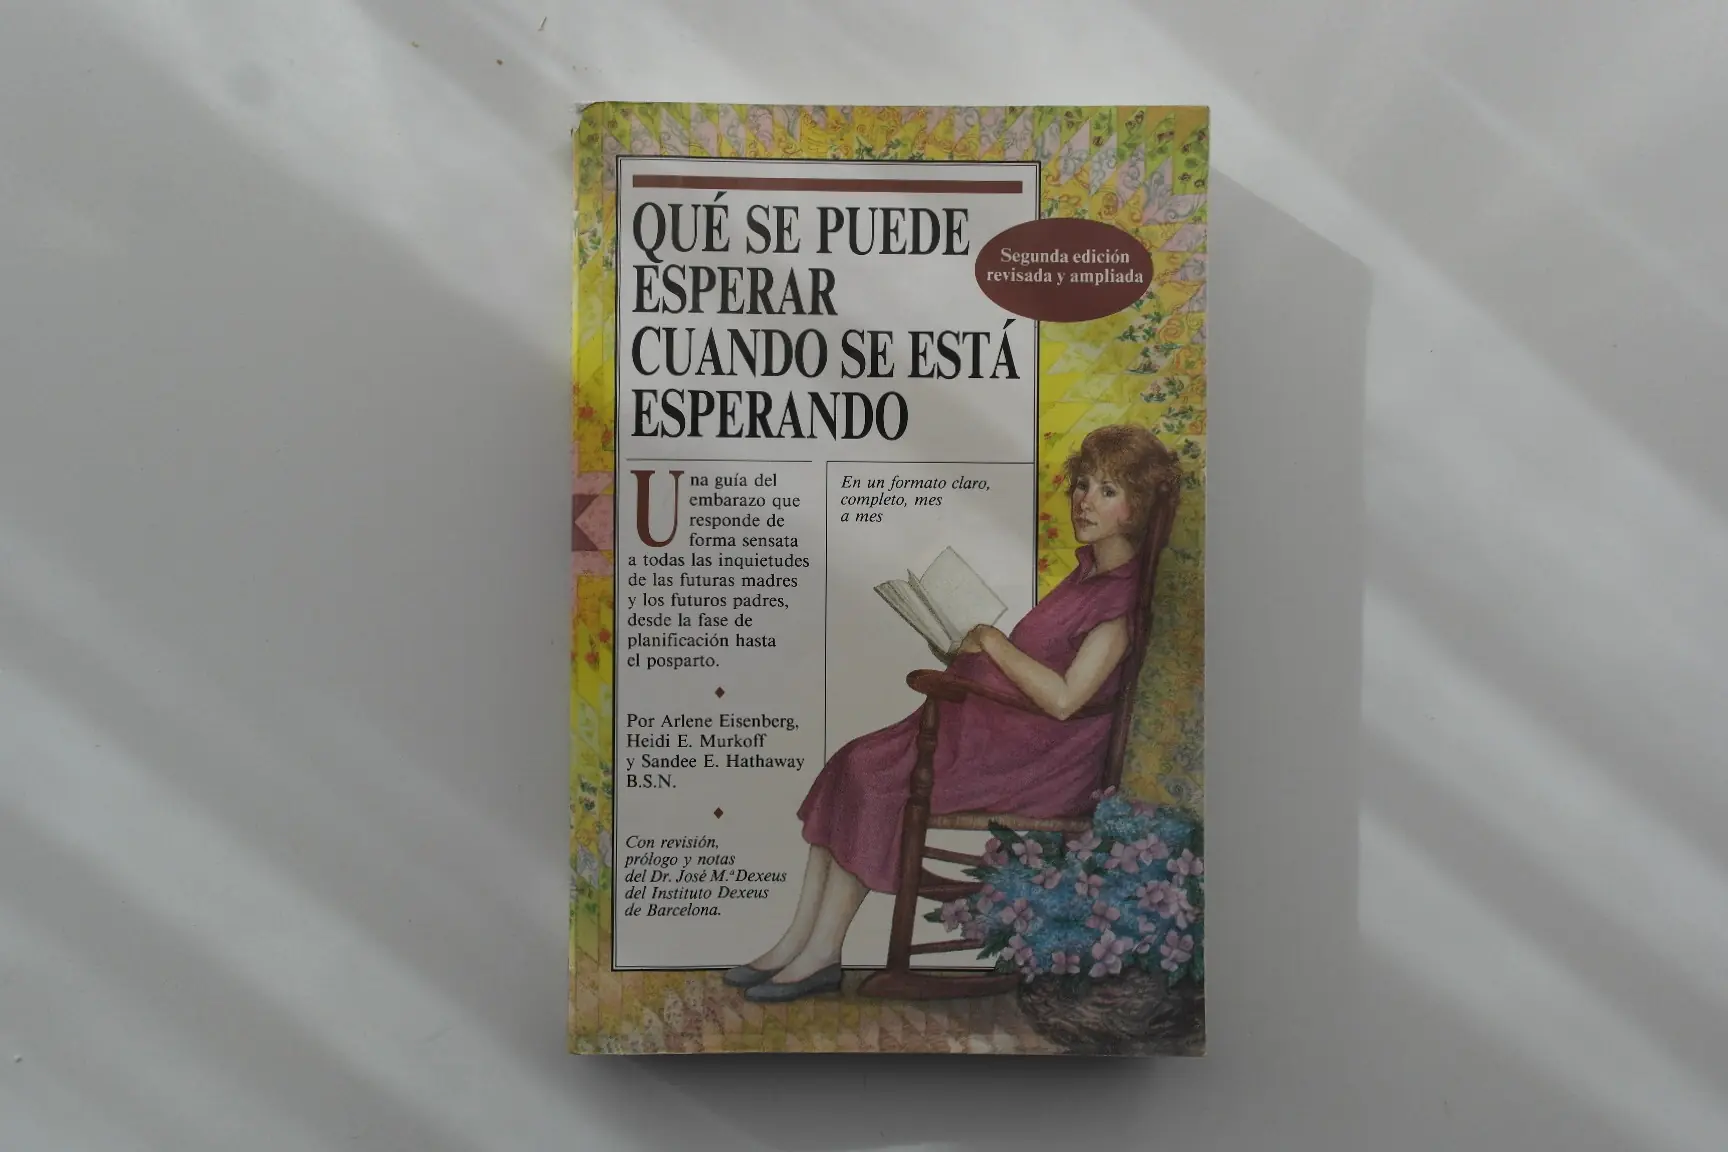 QUÉ SE PUEDE
ESPERAR
CUANDO SE ESTÁ
ESPERANDO
Segunda edición
revisada y ampliada
Una guía del
embarazo que
responde de
forma sensata
a todas las inquietudes
de las futuras madres
y los futuros padres,
desde la fase de
planificación hasta
el posparto.
En un formato claro,
completo, mes
a mes
Por Arlene Eisenberg,
Heidi E. Murkoff
y Sandee E. Hathaway
B.S.N.
Con revisión,
prólogo y notas
del Dr. José M.ª Dexeus
del Instituto Dexeus
de Barcelona.